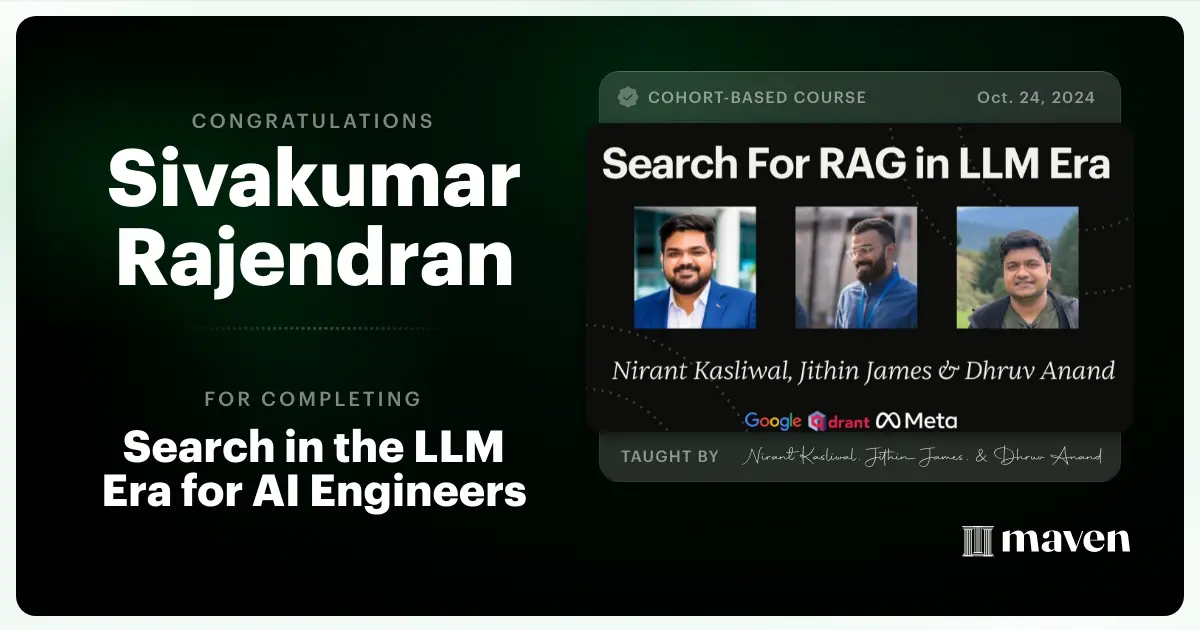 CONGRATULATIONS
Sivakumar
Rajendran
FOR COMPLETING
Search in the LLM
Era for AI Engineers
COHORT-BASED COURSE
Oct. 24, 2024
Search For RAG in LLM Era
Nirant Kasliwal, Jithin James & Dhruv Anand
Google drant Meta
TAUGHT BY Nirant Kasliwal, Jithin James, & Dhruv Anand
maven